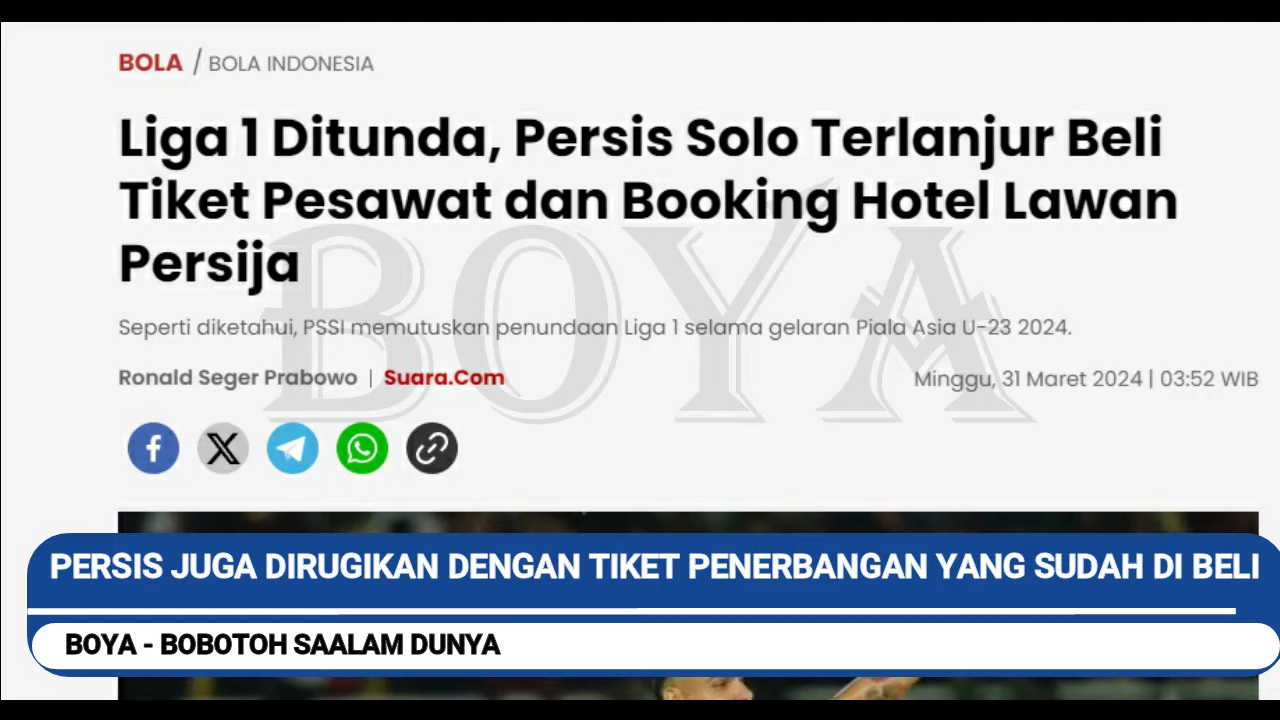 BOLA / BOLA INDONESIA
Liga 1 Ditunda, Persis Solo Terlanjur Beli
Tiket Pesawat dan Booking Hotel Lawan
Persija
BOYA
Seperti diketahui, PSSI memutuskan penundaan Liga 1 selama gelaran Piala Asia U-23 2024.
Ronald Seger Prabowo | Suara.Com
Minggu, 31 Maret 2024 | 03:52 WIB
PERSIS JUGA DIRUGIKAN DENGAN TIKET PENERBANGAN YANG SUDAH DI BELI
BOYA - BOBOTOH SAALAM DUNYA